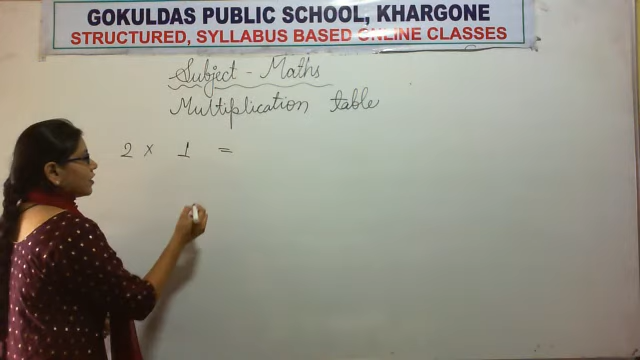 GOKULDAS PUBLIC SCHOOL, KHARGONE
STRUCTURED, SYLLABUS BASED ONLINE CLASSES
Subject - Maths
Multiplication table
2 × 1 =